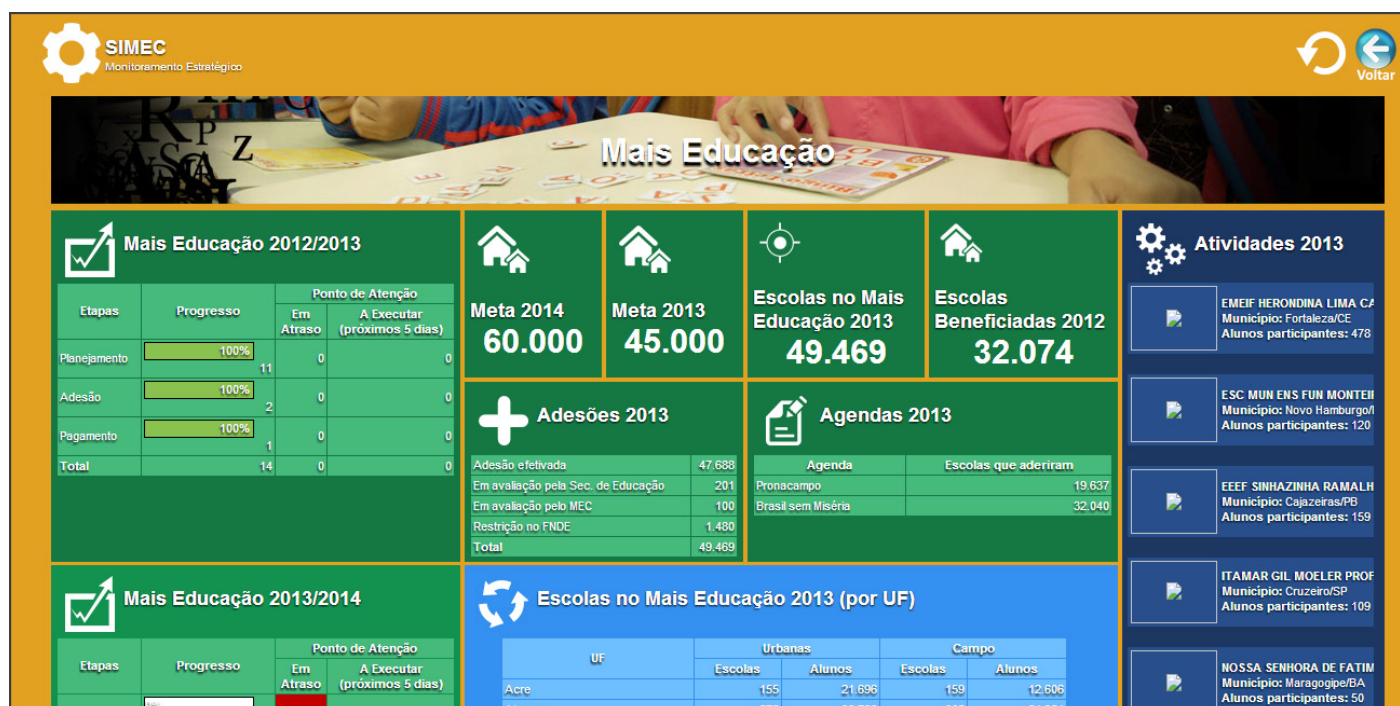 SIMEC
Monitoramento Estratégico
Voltar
Mais Educação
Mais Educação 2012/2013
Etapas Progresso Ponto de Atenção
Em Atraso A Executar (próximos 5 dias)
Planejamento 100% 11 0 0
Adesão 100% 2 0 0
Pagamento 100% 1 0 0
Total 14 0 0
Meta 2014
60.000
Meta 2013
45.000
Escolas no Mais
Educação 2013
49.469
Escolas
Beneficiadas 2012
32.074
Adesões 2013
Adesão efetivada 47.688
Em avaliação pela Sec. de Educação 201
Em avaliação pelo MEC 100
Restrição no FNDE 1.480
Total 49.469
Agendas 2013
Agenda Escolas que aderiram
Pronacampo 19.637
Brasil sem Miséria 32.040
Mais Educação 2013/2014
Etapas Progresso Ponto de Atenção
Em Atraso A Executar (próximos 5 dias)
Escolas no Mais Educação 2013 (por UF)
UF Urbanas Campo
Escolas Alunos Escolas Alunos
Acre 155 21.696 159 12.606
Atividades 2013
EMEIF HERONDINA LIMA CA
Município: Fortaleza/CE
Alunos participantes: 478
ESC MUN ENS FUN MONTEI
Município: Novo Hamburgo/
Alunos participantes: 120
EEEF SINHAZINHA RAMALH
Município: Cajazeiras/PB
Alunos participantes: 159
ITAMAR GIL MOELER PROF
Município: Cruzeiro/SP
Alunos participantes: 109
NOSSA SENHORA DE FATIM
Município: Maragogipe/BA
Alunos participantes: 50